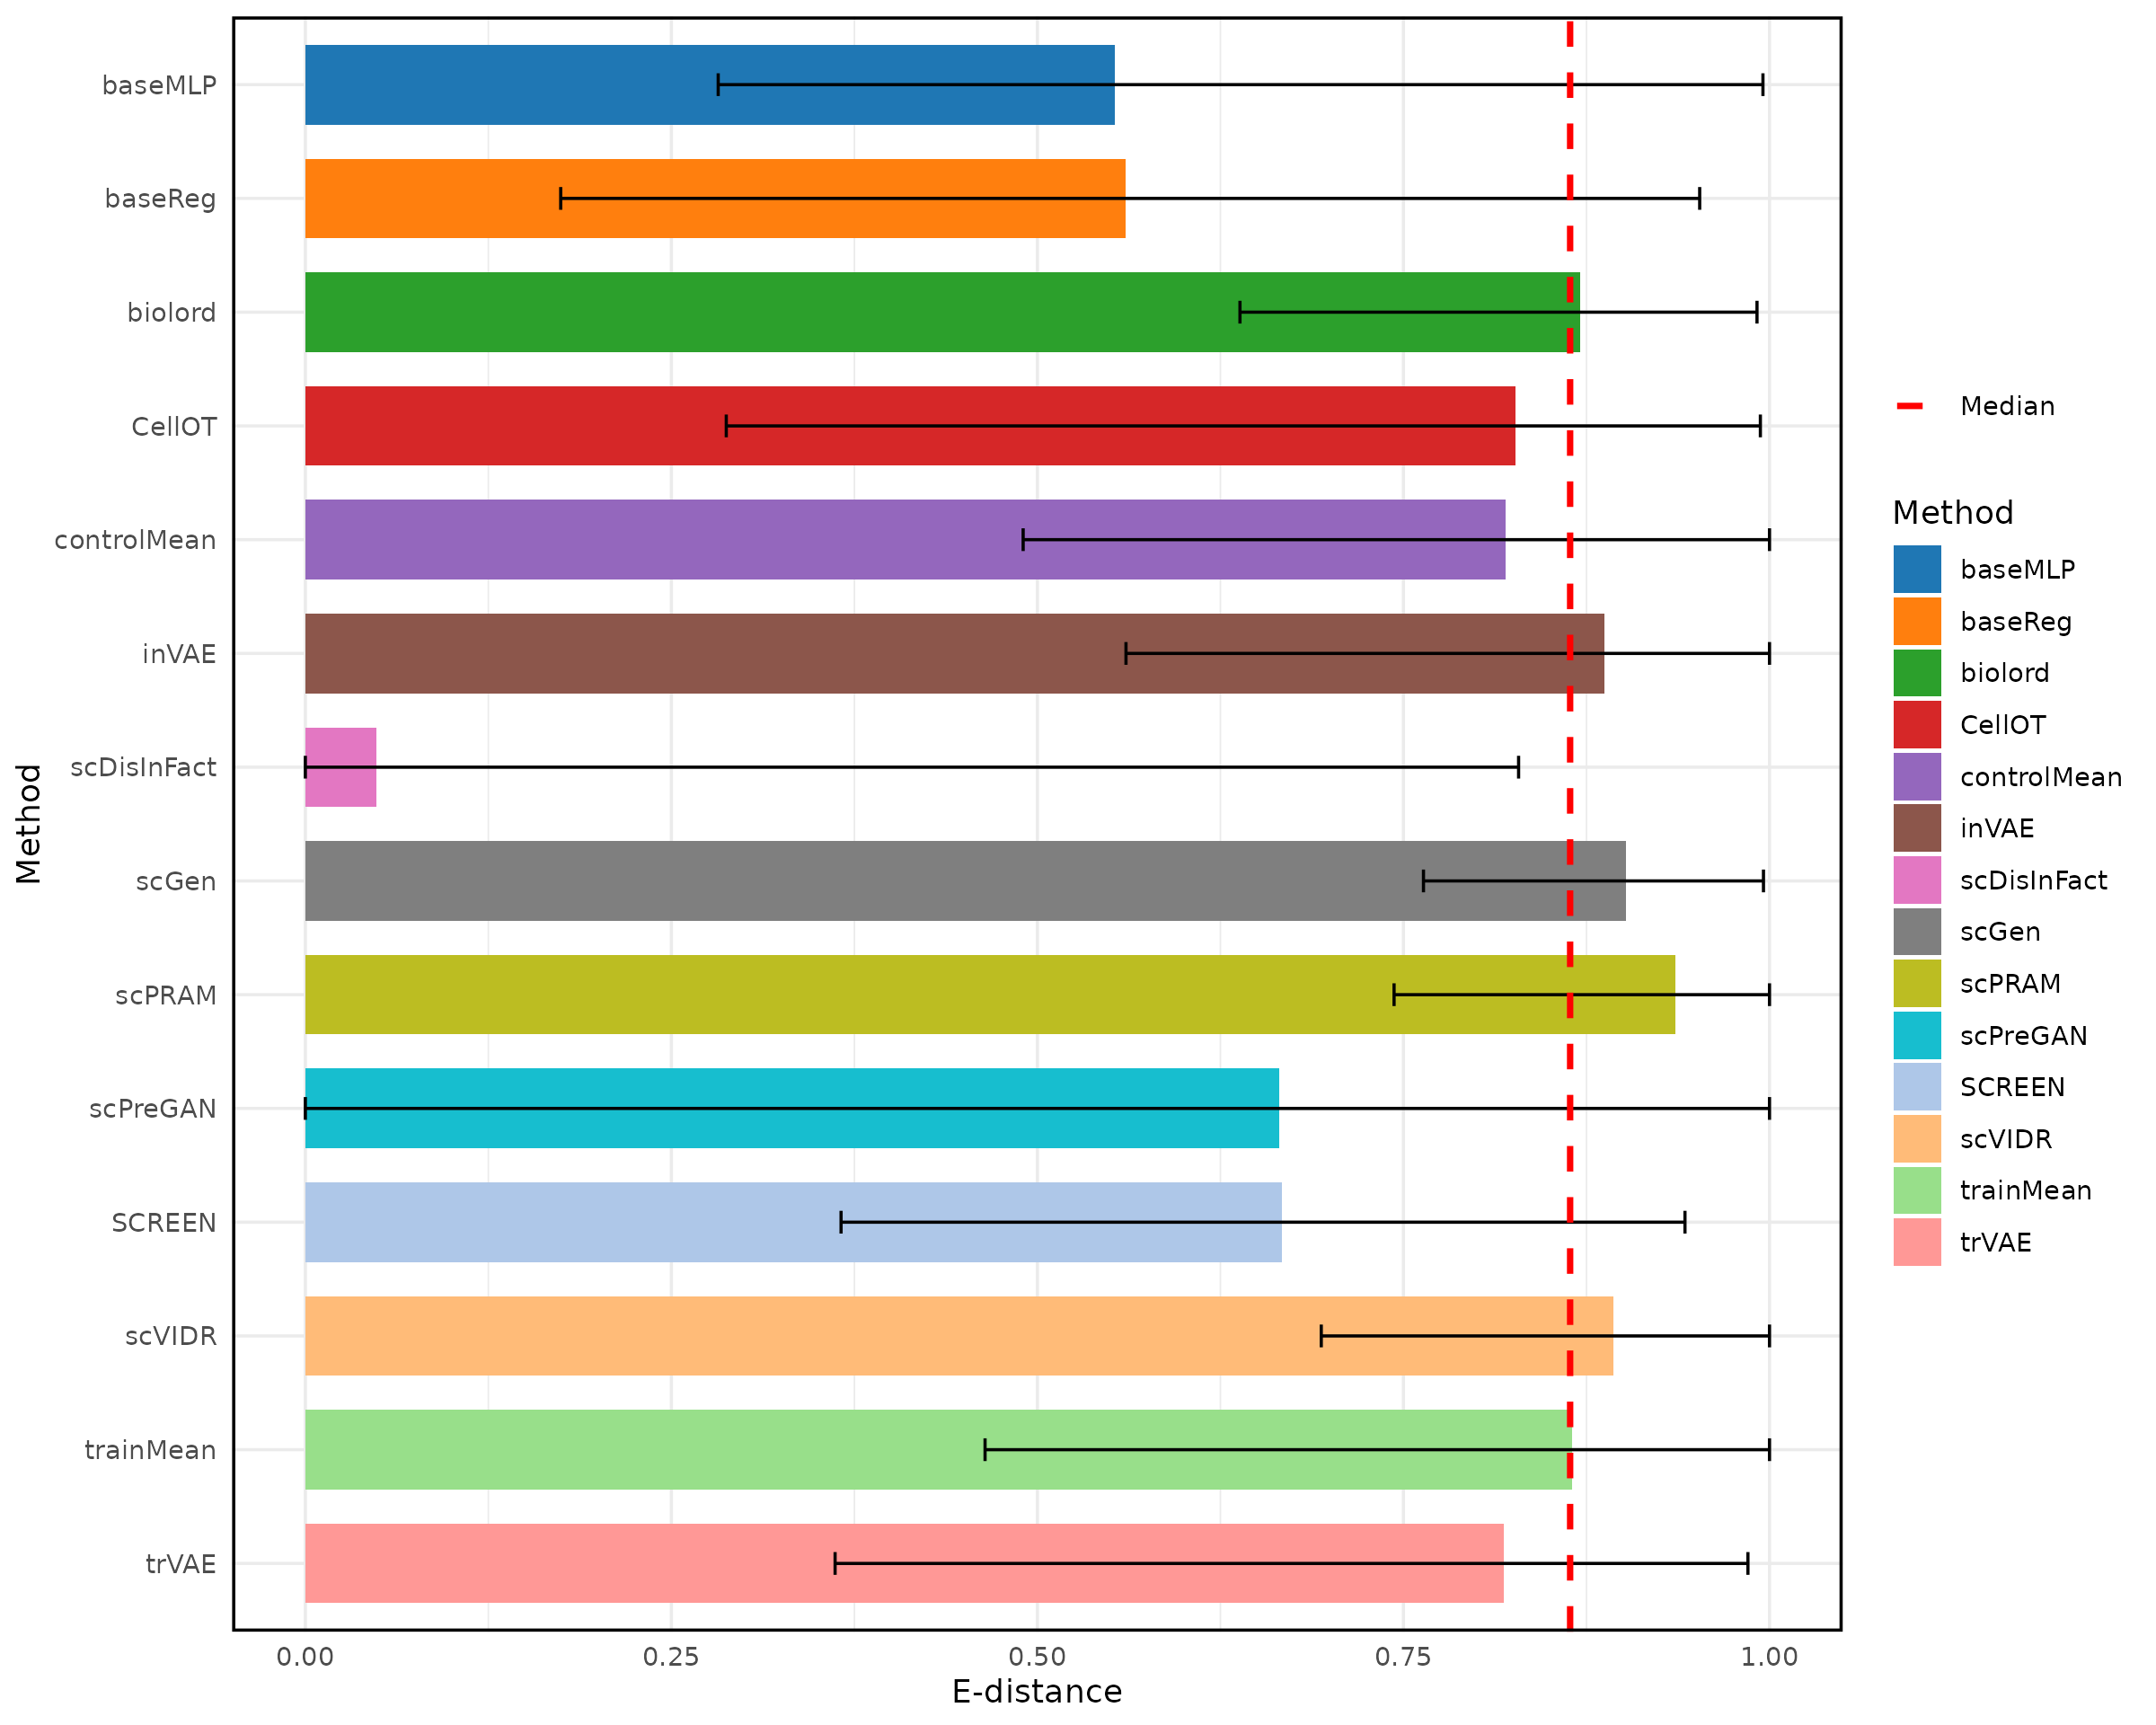 Method
baseMLP
baseReg
biolord
CellOT
controlMean
inVAE
scDisInFact
scGen
scPRAM
scPreGAN
SCREEN
scVIDR
trainMean
trVAE
0.00 0.25 0.50 0.75 1.00
E-distance
Median
Method
baseMLP
baseReg
biolord
CellOT
controlMean
inVAE
scDisInFact
scGen
scPRAM
scPreGAN
SCREEN
scVIDR
trainMean
trVAE